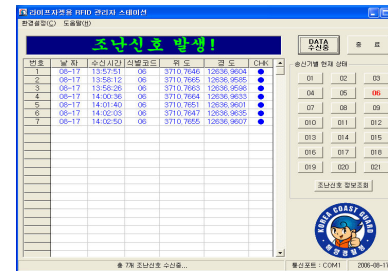 라이프자켓용 RFID 관리자 스테이션
환경설정(C) 도움말(H)
조난신호 발생!
DATA 수신중
종 료
번호 날 자 수신시간 식별코드 위 도 경 도 CHK
1 08-17 13:57:51 06 3710,7646 12636,9604 ●
2 08-17 13:58:12 06 3710,7665 12636,9585 ●
3 08-17 13:58:26 06 3710,7663 12636,9598 ●
4 08-17 14:00:36 06 3710,7664 12636,9633 ●
5 08-17 14:01:40 06 3710,7651 12636,9601 ●
6 08-17 14:02:03 06 3710,7647 12636,9635 ●
7 08-17 14:02:50 06 3710,7655 12636,9607 ●
송신기별 현재 상태
01 02 03
04 05 06
07 08 09
010 011 012
013 014 015
016 017 018
019 020 021
조난신호 정보조회
KOREA COAST GUARD
해양경찰청
총 7개 조난신호 수신중...
통신포트 : COM1 2006-08-17